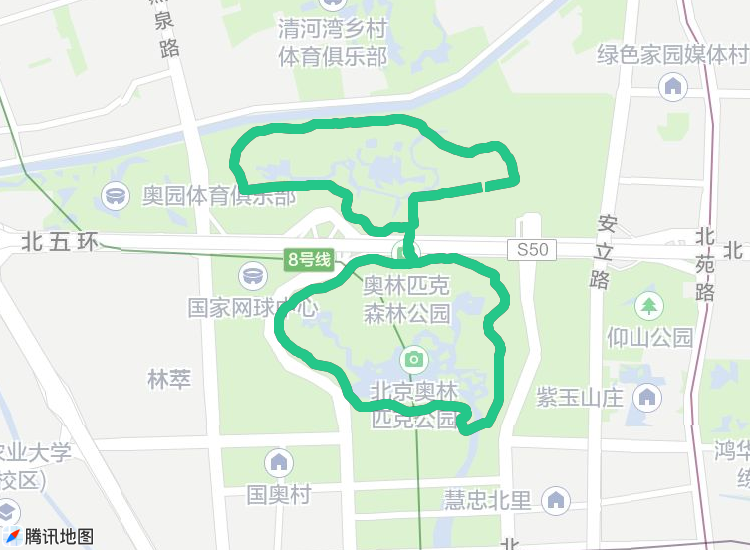 泉路
清河湾乡村
体育俱乐部
绿色家园媒体村
奥园体育俱乐部
安立路
北苑路
北五环
8号线
S50
北
奥林匹克
森林公园
国家网球中心
仰山公园
林萃
北京奥林
匹克公园
紫玉山庄
农业大学
校区)
鸿华
练
国奥村
慧忠北里
腾讯地图
北